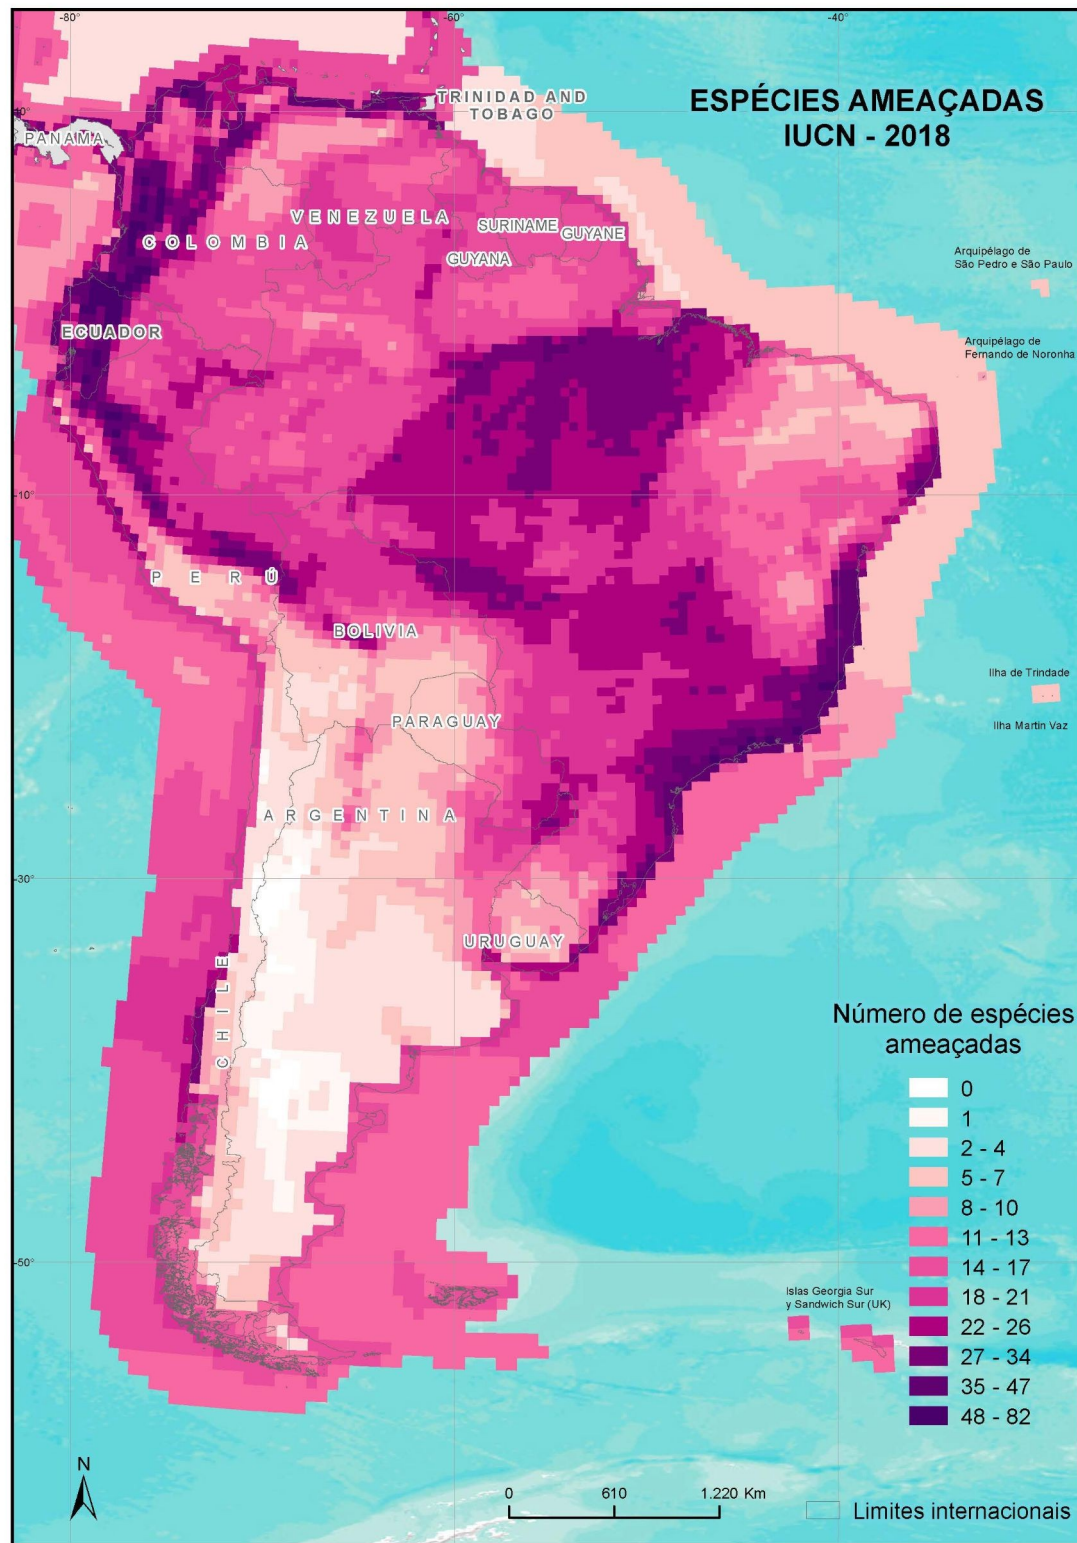 -80°
-60°
-40°
ESPÉCIES AMEAÇADAS
IUCN - 2018
TRINIDAD AND
TOBAGO
PANAMA
VENEZUELA
SURINAME
GUYANE
COLOMBIA
GUYANA
Arquipélago de
São Pedro e São Paulo
ECUADOR
Arquipélago de
Fernando de Noronha
-10°
PERÚ
BOLIVIA
Ilha de Trindade
PARAGUAY
Ilha Martin Vaz
ARGENTINA
-30°
URUGUAY
CHILE
Número de espécies
ameaçadas
0
1
2 - 4
5 - 7
8 - 10
11 - 13
14 - 17
18 - 21
22 - 26
27 - 34
35 - 47
48 - 82
-50°
Islas Georgia Sur
y Sandwich Sur (UK)
N
0 610 1.220 Km
Limites internacionais